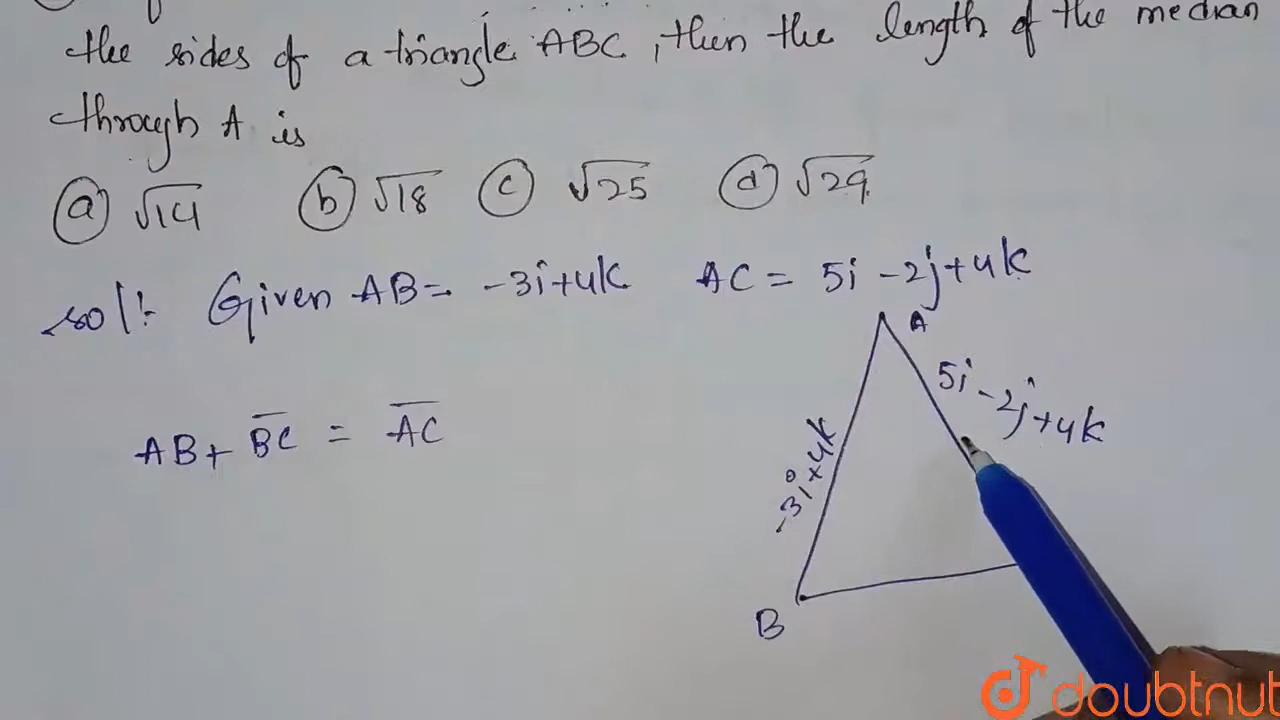 the sides of a triangle ABC, then the length of the median
through A is
(a) √14 (b) √18 (c) √25 (d) √29
sol: Given AB = -3i+4k AC = 5i-2j+4k
A
5i-2j+4k
AB + BC = AC
-3i+4k
B
doubtnut